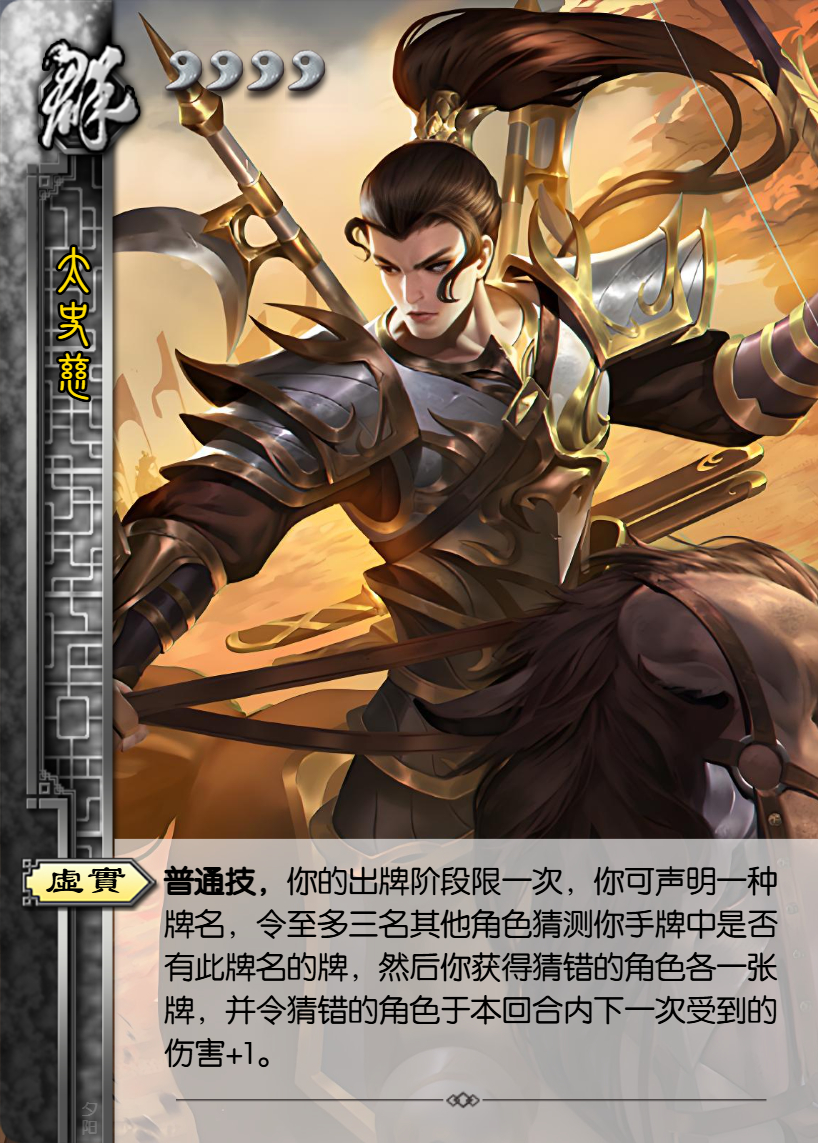 群
太史慈
虛實
普通技，你的出牌阶段限一次，你可声明一种
牌名，令至多三名其他角色猜测你手牌中是否
有此牌名的牌，然后你获得猜错的角色各一张
牌，并令猜错的角色于本回合内下一次受到的
伤害+1。
夕阳